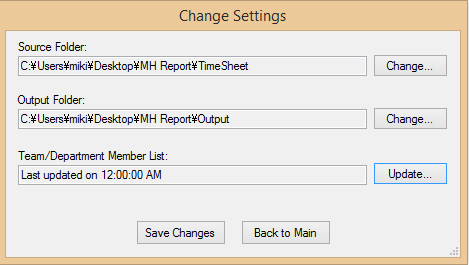 Change Settings
Source Folder:
C:¥Users¥miki¥Desktop¥MH Report¥TimeSheet
Change...
Output Folder:
C:¥Users¥miki¥Desktop¥MH Report¥Output
Change...
Team/Department Member List:
Last updated on 12:00:00 AM
Update...
Save Changes
Back to Main